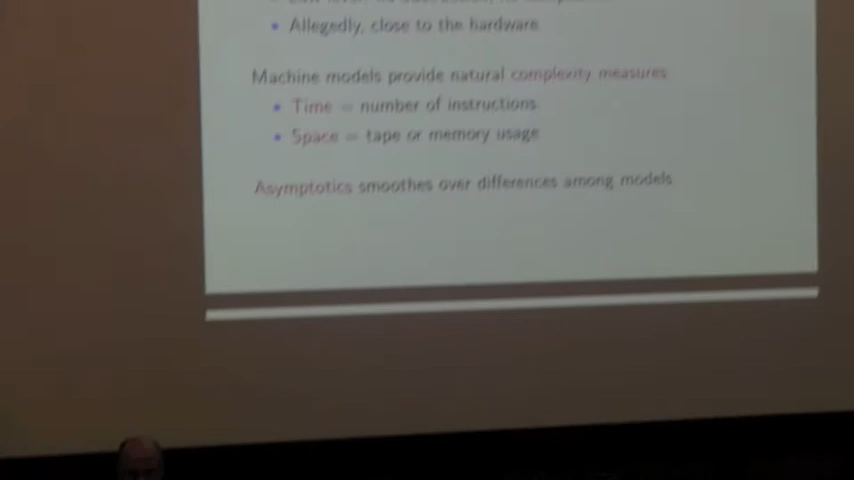 Allegedly, close to the hardware
Machine models provide natural complexity measures
Time = number of instructions
Space = tape or memory usage
Asymptotics smoothes over differences among models